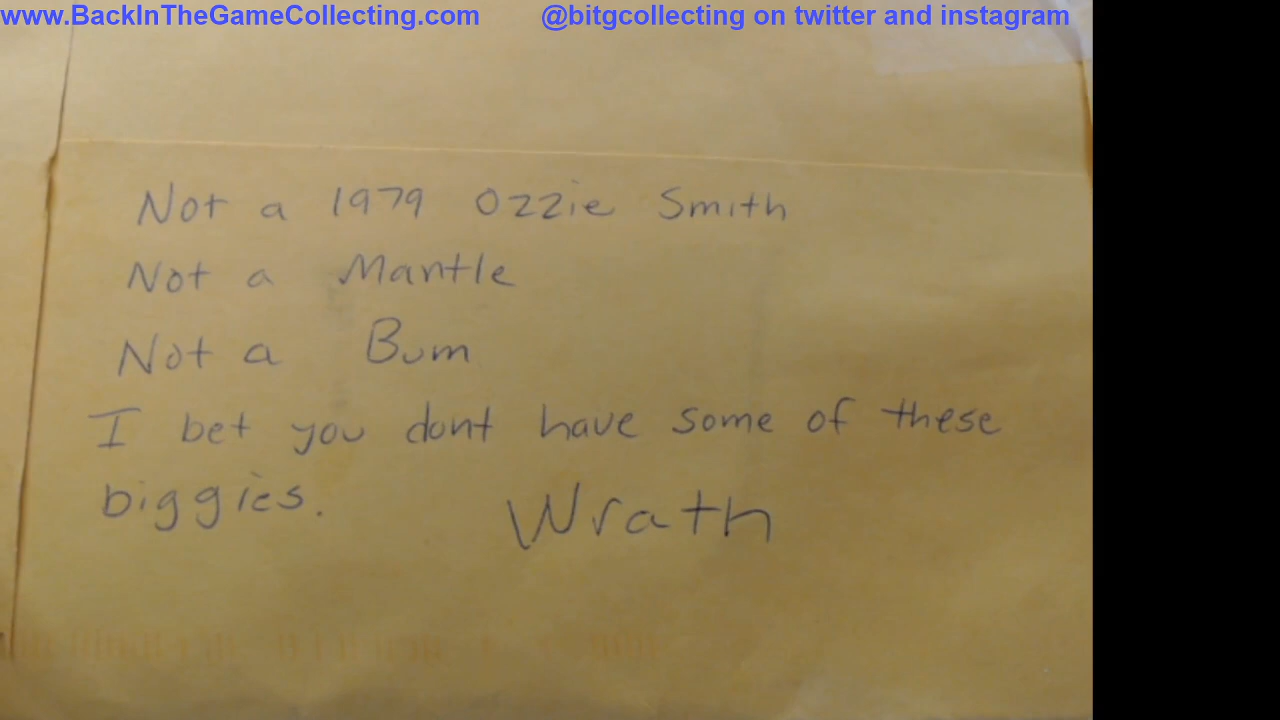 www.BackInTheGameCollecting.com @bitgcollecting on twitter and instagram
Not a 1979 Ozzie Smith
Not a Mantle
Not a Bum
I bet you dont have some of these
biggies. Wrath